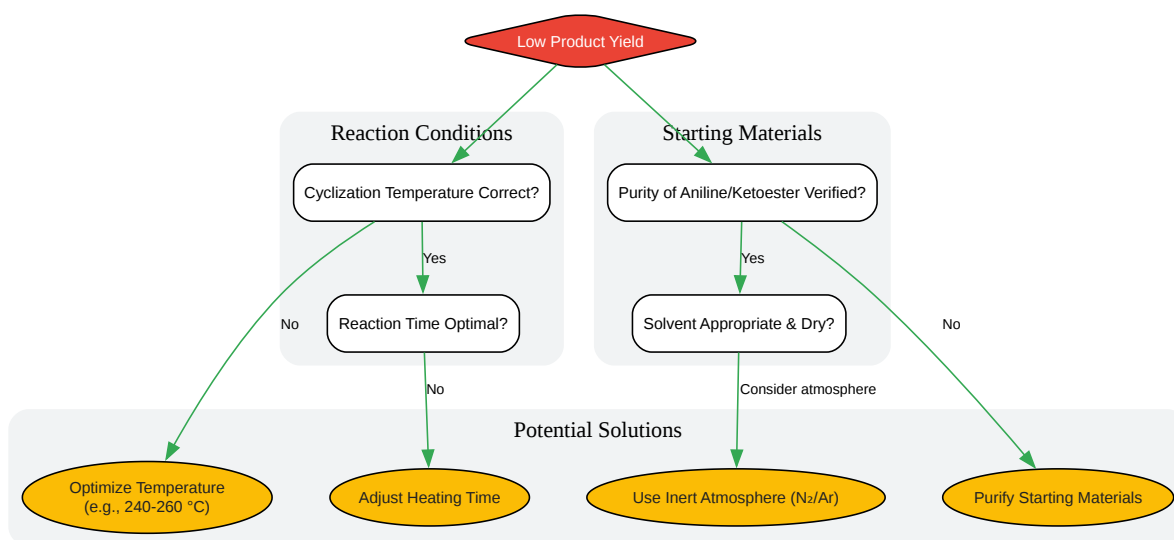 Low Product Yield
Reaction Conditions
Starting Materials
Cyclization Temperature Correct?
Purity of Aniline/Ketoester Verified?
Yes
Yes
No
Reaction Time Optimal?
Solvent Appropriate & Dry?
No
No
Consider atmosphere
Potential Solutions
Optimize Temperature
(e.g., 240-260 °C)
Adjust Heating Time
Use Inert Atmosphere (N₂/Ar)
Purify Starting Materials